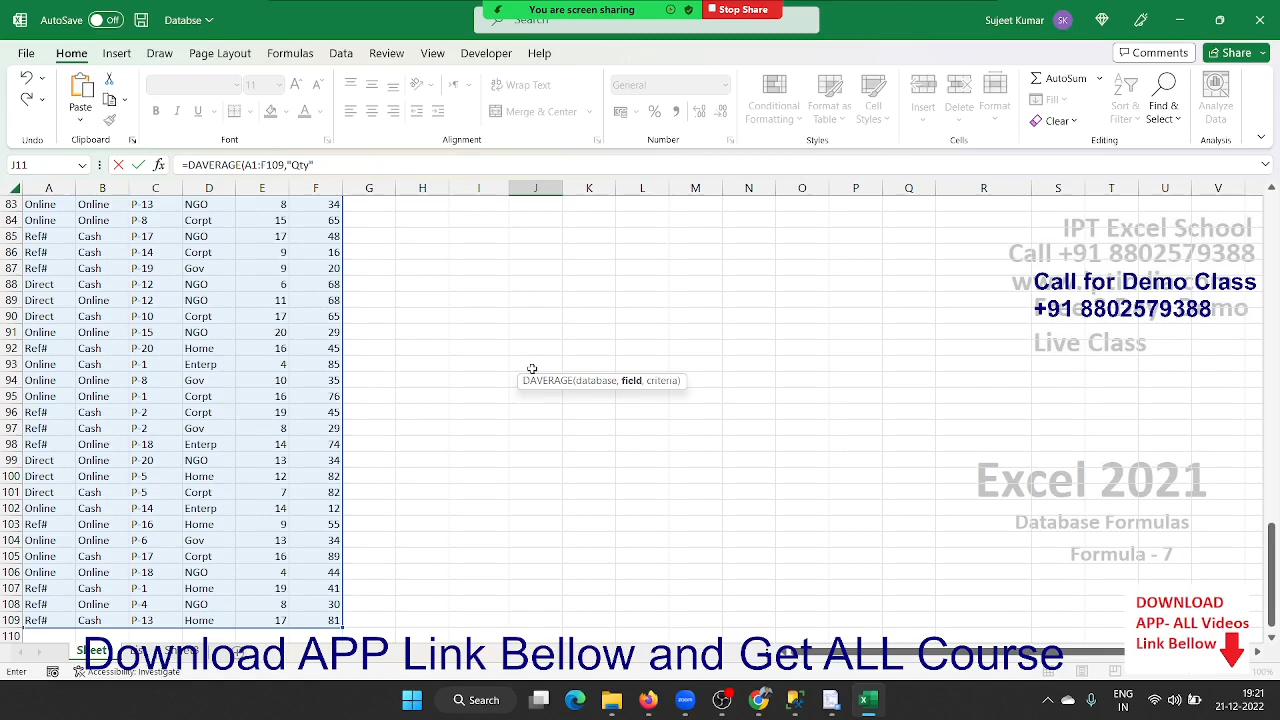 AutoSave Off Databse
You are screen sharing Stop Share
Search
Sujeet Kumar SK
File Home Insert Draw Page Layout Formulas Data Review View Developer Help
Comments Share
Paste
11
Wrap Text
General
Merge & Center
Conditional Formatting
Format as Table
Cell Styles
Insert Delete Format
AutoSum
Fill
Clear
Sort & Filter
Find & Select
Analyze Data
Undo Clipboard Font Alignment Number Styles Cells Editing Analysis
J11 fx =DAVERAGE(A1:F109,"Qty"
A B C D E F G H I J K L M N O P Q R S T U V
83 Online Online P-13 NGO 8 34
84 Online Online P-8 Corpt 15 65
85 Ref# Cash P-17 NGO 17 48
86 Ref# Cash P-14 Corpt 9 16
87 Ref# Cash P-19 Gov 9 20
88 Direct Cash P-12 NGO 6 68
89 Direct Online P-12 NGO 11 68
90 Direct Cash P-10 Corpt 17 65
91 Online Online P-15 NGO 20 29
92 Ref# Cash P-20 Home 16 45
93 Online Cash P-1 Enterp 4 85
94 Online Online P-8 Gov 10 35
95 Online Cash P-1 Corpt 16 76
96 Ref# Cash P-2 Corpt 19 45
97 Ref# Cash P-2 Gov 8 29
98 Ref# Online P-18 Enterp 14 74
99 Direct Cash P-20 NGO 13 34
100 Direct Online P-5 Home 12 82
101 Direct Cash P-5 Corpt 7 82
102 Online Cash P-14 Enterp 14 12
103 Ref# Online P-16 Home 9 55
104 Online Online P-6 Gov 13 34
105 Online Cash P-17 Corpt 16 89
106 Online Online P-18 NGO 4 44
107 Ref# Cash P-1 Home 19 41
108 Ref# Online P-4 NGO 8 30
109 Ref# Cash P-13 Home 17 81
110
DAVERAGE(database, field, criteria)
IPT Excel School
Call +91 8802579388
Call for Demo Class
+91 8802579388
Live Class
Excel 2021
Database Formulas
Formula - 7
DOWNLOAD
APP- ALL Videos
Link Bellow
Download APP Link Bellow and Get ALL Course
Sheet
Enter Accessibility: Investigate
100%
Search
ENG
IN
19:21
21-12-2022